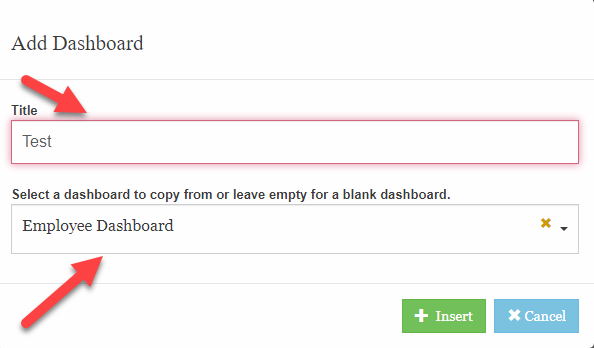 Add Dashboard
Title
Test
Select a dashboard to copy from or leave empty for a blank dashboard.
Employee Dashboard
Insert
Cancel